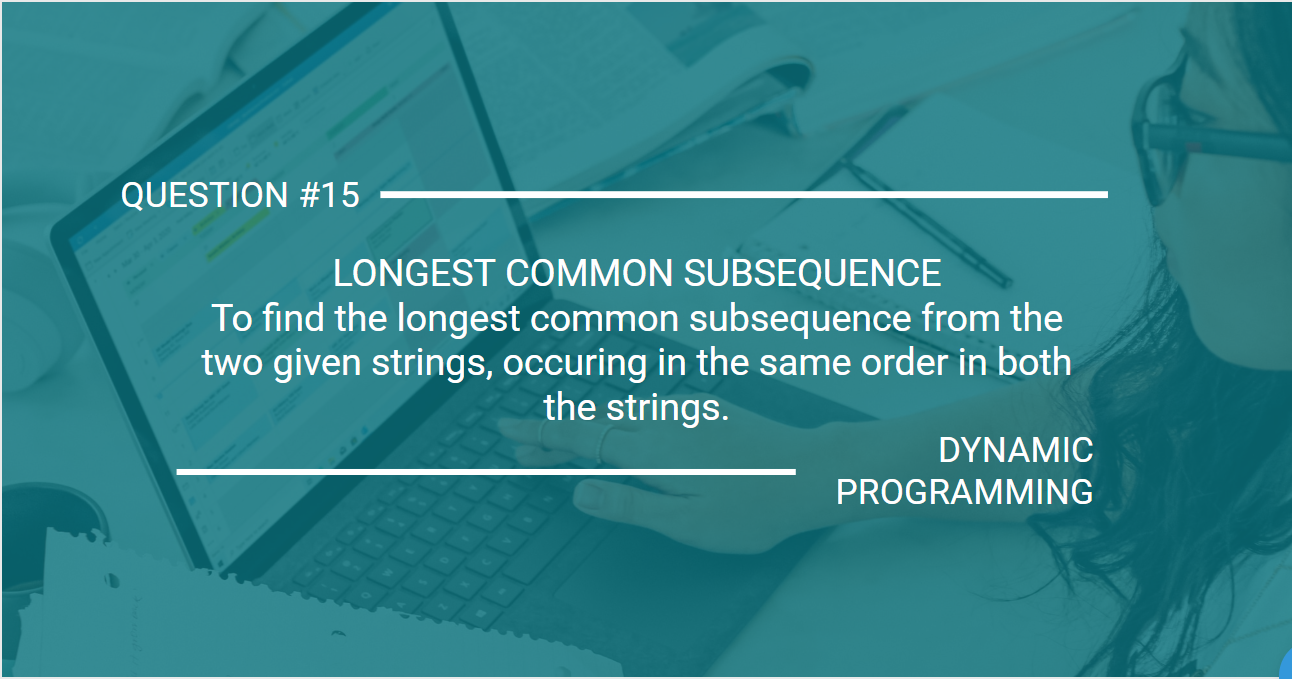 QUESTION #15
LONGEST COMMON SUBSEQUENCE
To find the longest common subsequence from the
two given strings, occuring in the same order in both
the strings.
DYNAMIC
PROGRAMMING